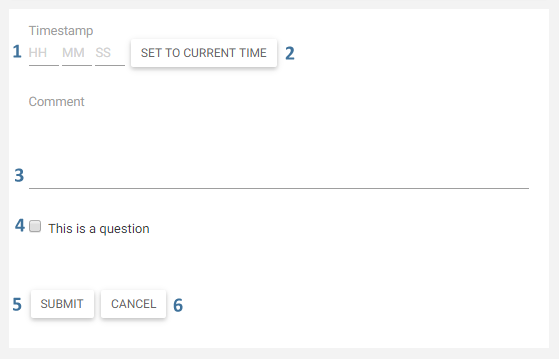 Timestamp
1 HH MM SS SET TO CURRENT TIME 2
Comment
3
4 This is a question
5 SUBMIT CANCEL 6